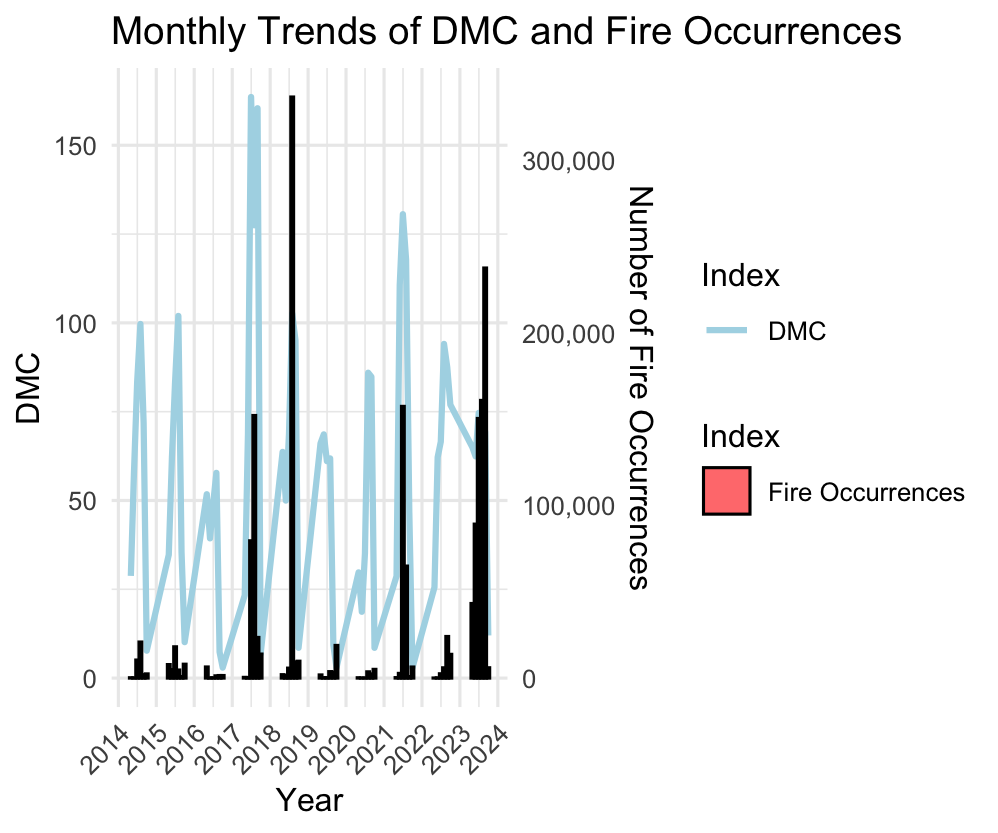 Monthly Trends of DMC and Fire Occurrences
150
100
50
0
DMC
300,000
200,000
100,000
0
Number of Fire Occurrences
2014
2015
2016
2017
2018
2019
2020
2021
2022
2023
2024
Year
Index
DMC
Index
Fire Occurrences